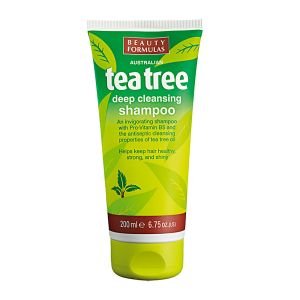 BEAUTY
FORMULAS
AUSTRALIAN
tea tree
deep cleansing
shampoo
An invigorating shampoo
with Pro-Vitamin B5 and
the antiseptic cleansing
properties of tea tree oil
Helps keep hair healthy,
strong, and shiny
200 ml e 6.75 oz.(US)